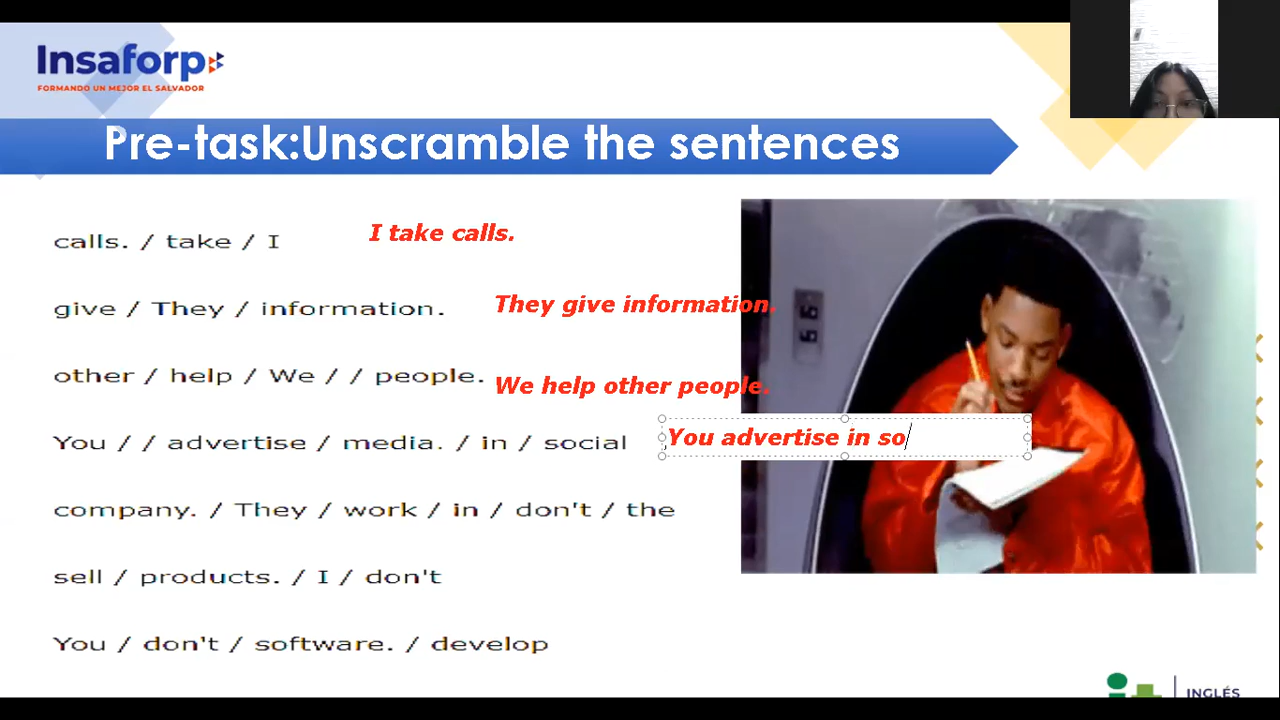 Insaforp
FORMANDO UN MEJOR EL SALVADOR
Pre-task:Unscramble the sentences
calls. / take / I
I take calls.
give / They / information.
They give information.
other / help / We / / people.
We help other people.
You / / advertise / media. / in / social
You advertise in so
company. / They / work / in / don't / the
sell / products. / I / don't
You / don't / software. / develop
INGLÉS